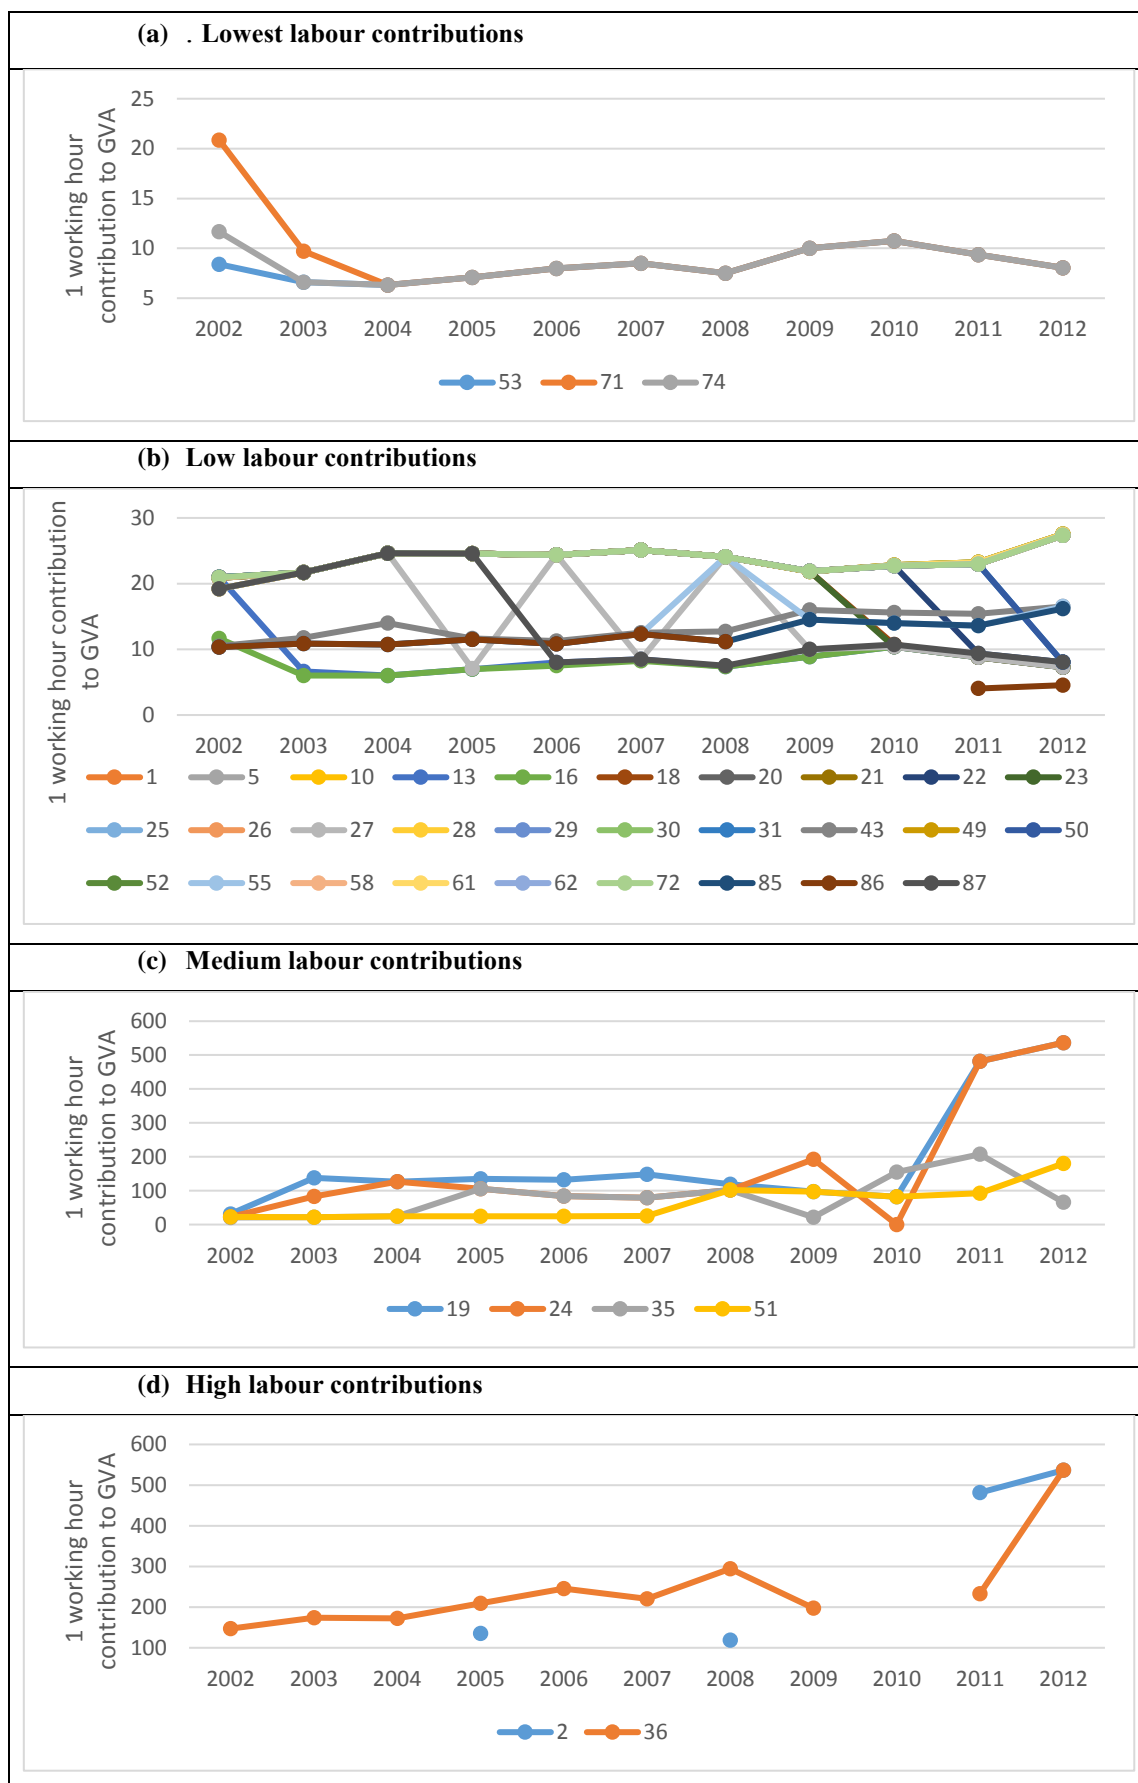 (a) . Lowest labour contributions
1 working hour
contribution to GVA
25
20
15
10
5
2002 2003 2004 2005 2006 2007 2008 2009 2010 2011 2012
53 71 74
(b) Low labour contributions
1 working hour contribution
to GVA
30
20
10
0
2002 2003 2004 2005 2006 2007 2008 2009 2010 2011 2012
1 5 10 13 16 18 20 21 22 23
25 26 27 28 29 30 31 43 49 50
52 55 58 61 62 72 85 86 87
(c) Medium labour contributions
1 working hour
contribution to GVA
600
500
400
300
200
100
0
2002 2003 2004 2005 2006 2007 2008 2009 2010 2011 2012
19 24 35 51
(d) High labour contributions
1 working hour
contribution to GVA
600
500
400
300
200
100
2002 2003 2004 2005 2006 2007 2008 2009 2010 2011 2012
2 36